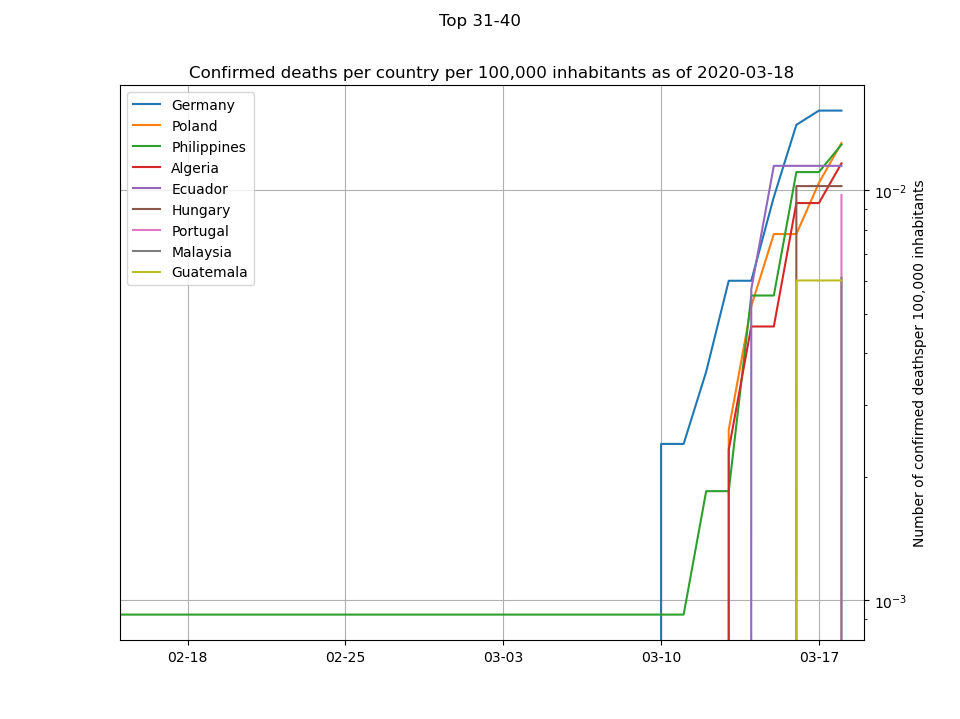 Top 31-40
Confirmed deaths per country per 100,000 inhabitants as of 2020-03-18
Germany
Poland
Philippines
Algeria
Ecuador
Hungary
Portugal
Malaysia
Guatemala
10⁻²
10⁻³
Number of confirmed deathsper 100,000 inhabitants
02-18
02-25
03-03
03-10
03-17